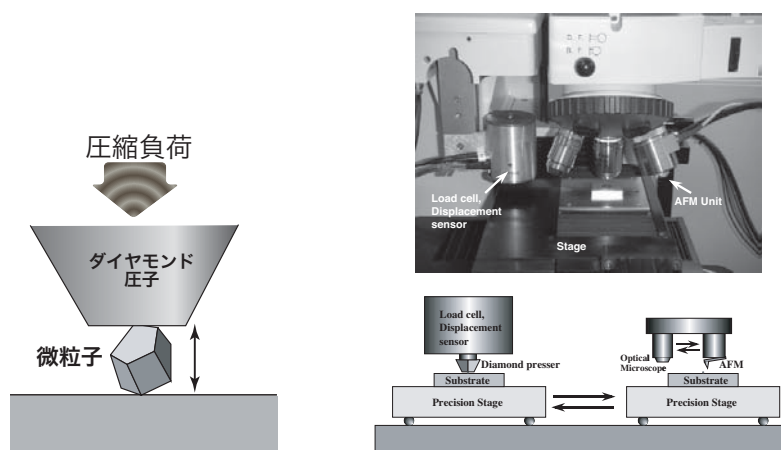 圧縮負荷
ダイヤモンド
圧子
微粒子
Load cell,
Displacement
sensor
AFM Unit
Stage
Load cell,
Displacement
sensor
Diamond presser
Substrate
Precision Stage
Optical
Microscope
AFM
Substrate
Precision Stage